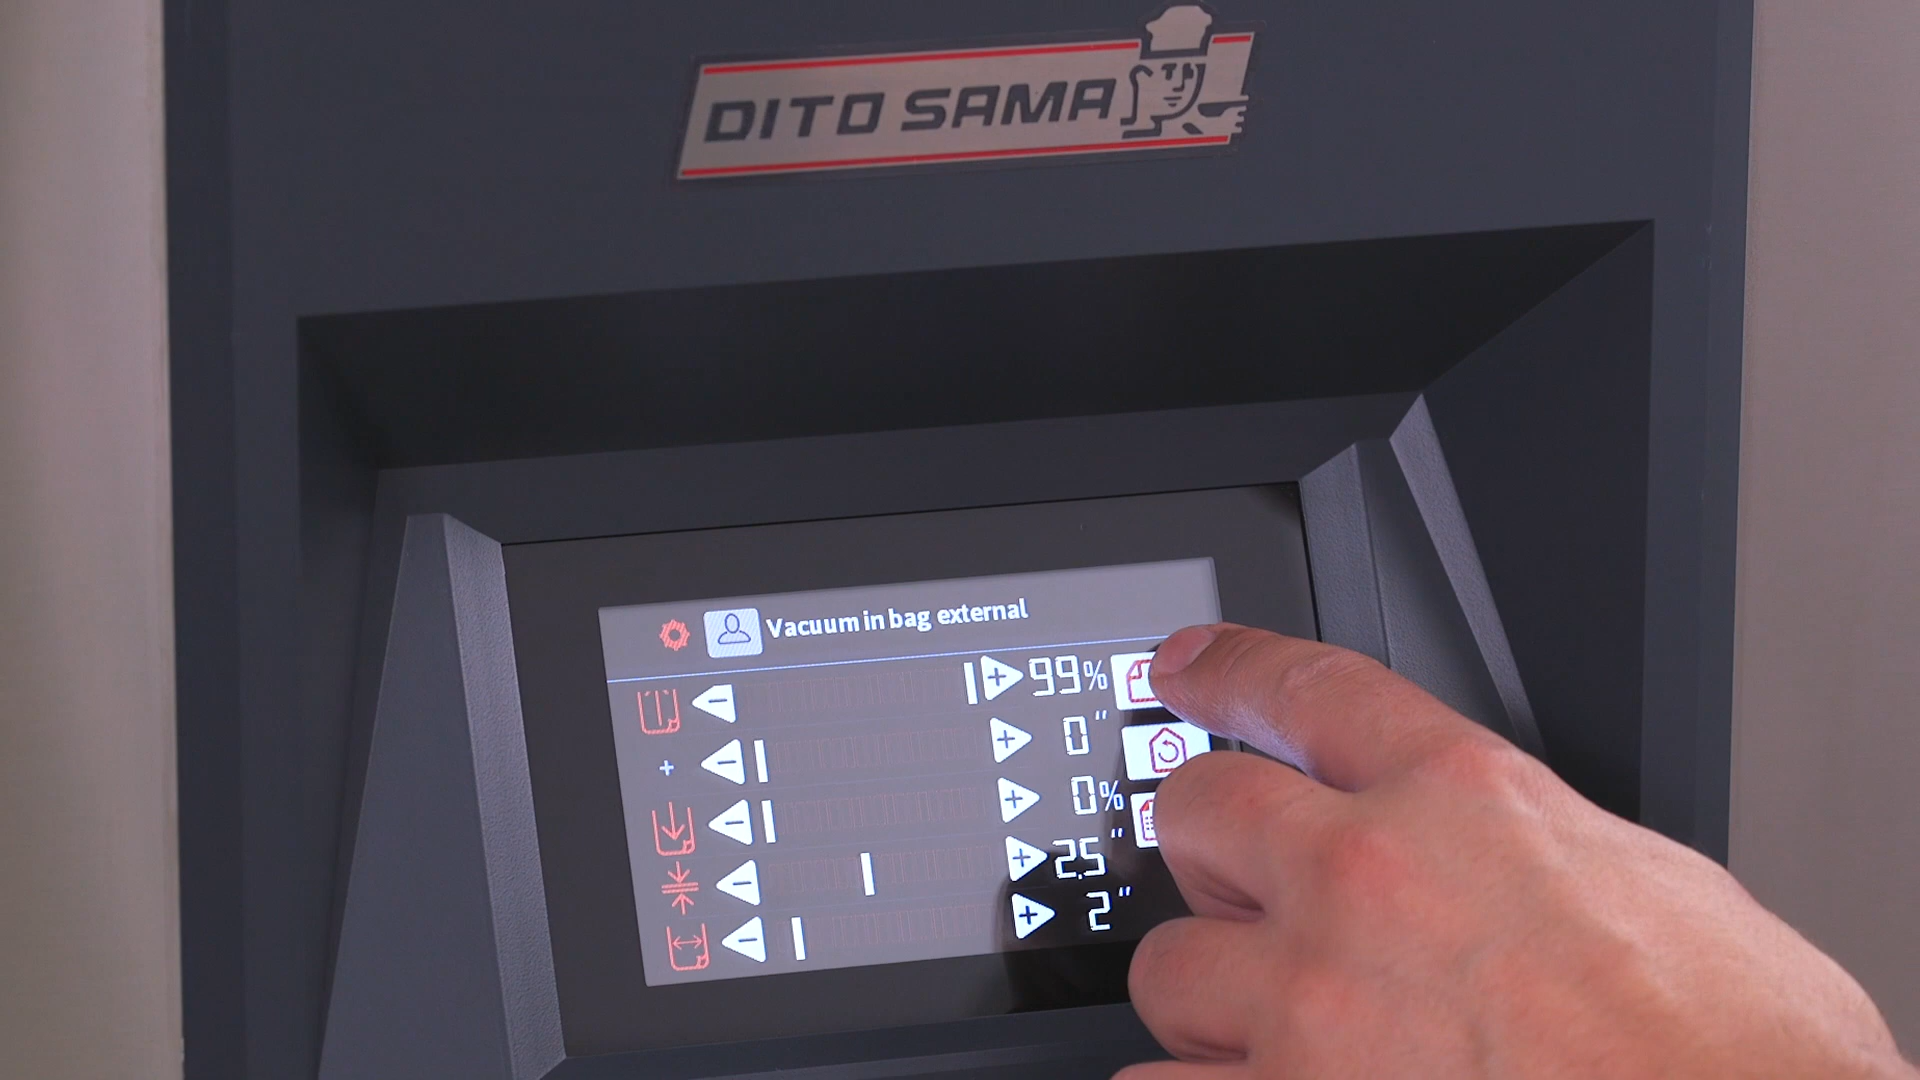 DITO SAMA
Vacuum in bag external
- + 99%
+ - + 0"
- + 0%
- + 2.5"
- + 2"